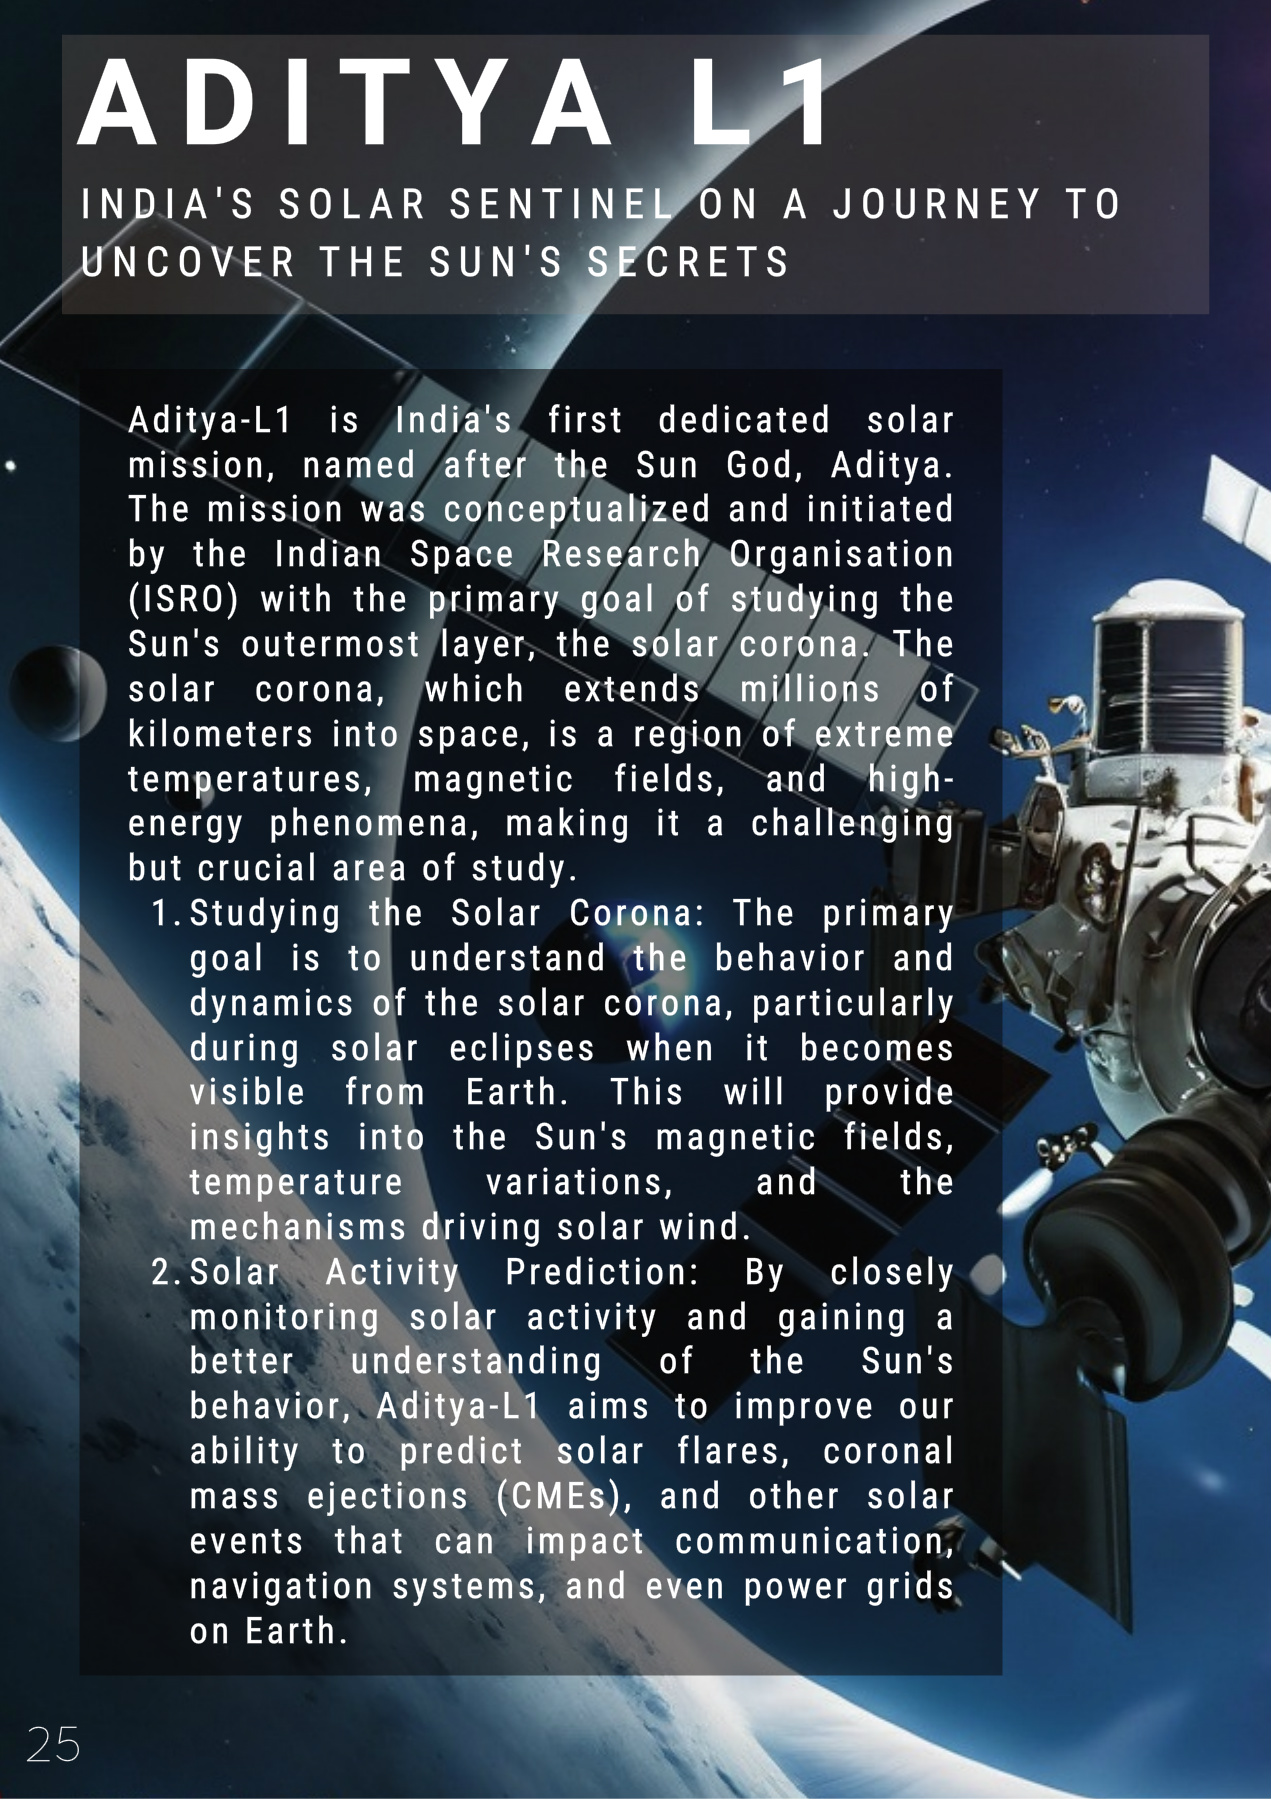 ADITYA L1
INDIA'S SOLAR SENTINEL ON A JOURNEY TO
UNCOVER THE SUN'S SECRETS
Aditya-L1 is India's first dedicated solar
mission, named after the Sun God, Aditya.
The mission was conceptualized and initiated
by the Indian Space Research Organisation
(ISRO) with the primary goal of studying the
Sun's outermost layer, the solar corona. The
solar corona, which extends millions of
kilometers into space, is a region of extreme
temperatures, magnetic fields, and high-
energy phenomena, making it a challenging
but crucial area of study.
1. Studying the Solar Corona: The primary
goal is to understand the behavior and
dynamics of the solar corona, particularly
during solar eclipses when it becomes
visible from Earth. This will provide
insights into the Sun's magnetic fields,
temperature variations, and the
mechanisms driving solar wind.
2. Solar Activity Prediction: By closely
monitoring solar activity and gaining a
better understanding of the Sun's
behavior, Aditya-L1 aims to improve our
ability to predict solar flares, coronal
mass ejections (CMEs), and other solar
events that can impact communication,
navigation systems, and even power grids
on Earth.
25